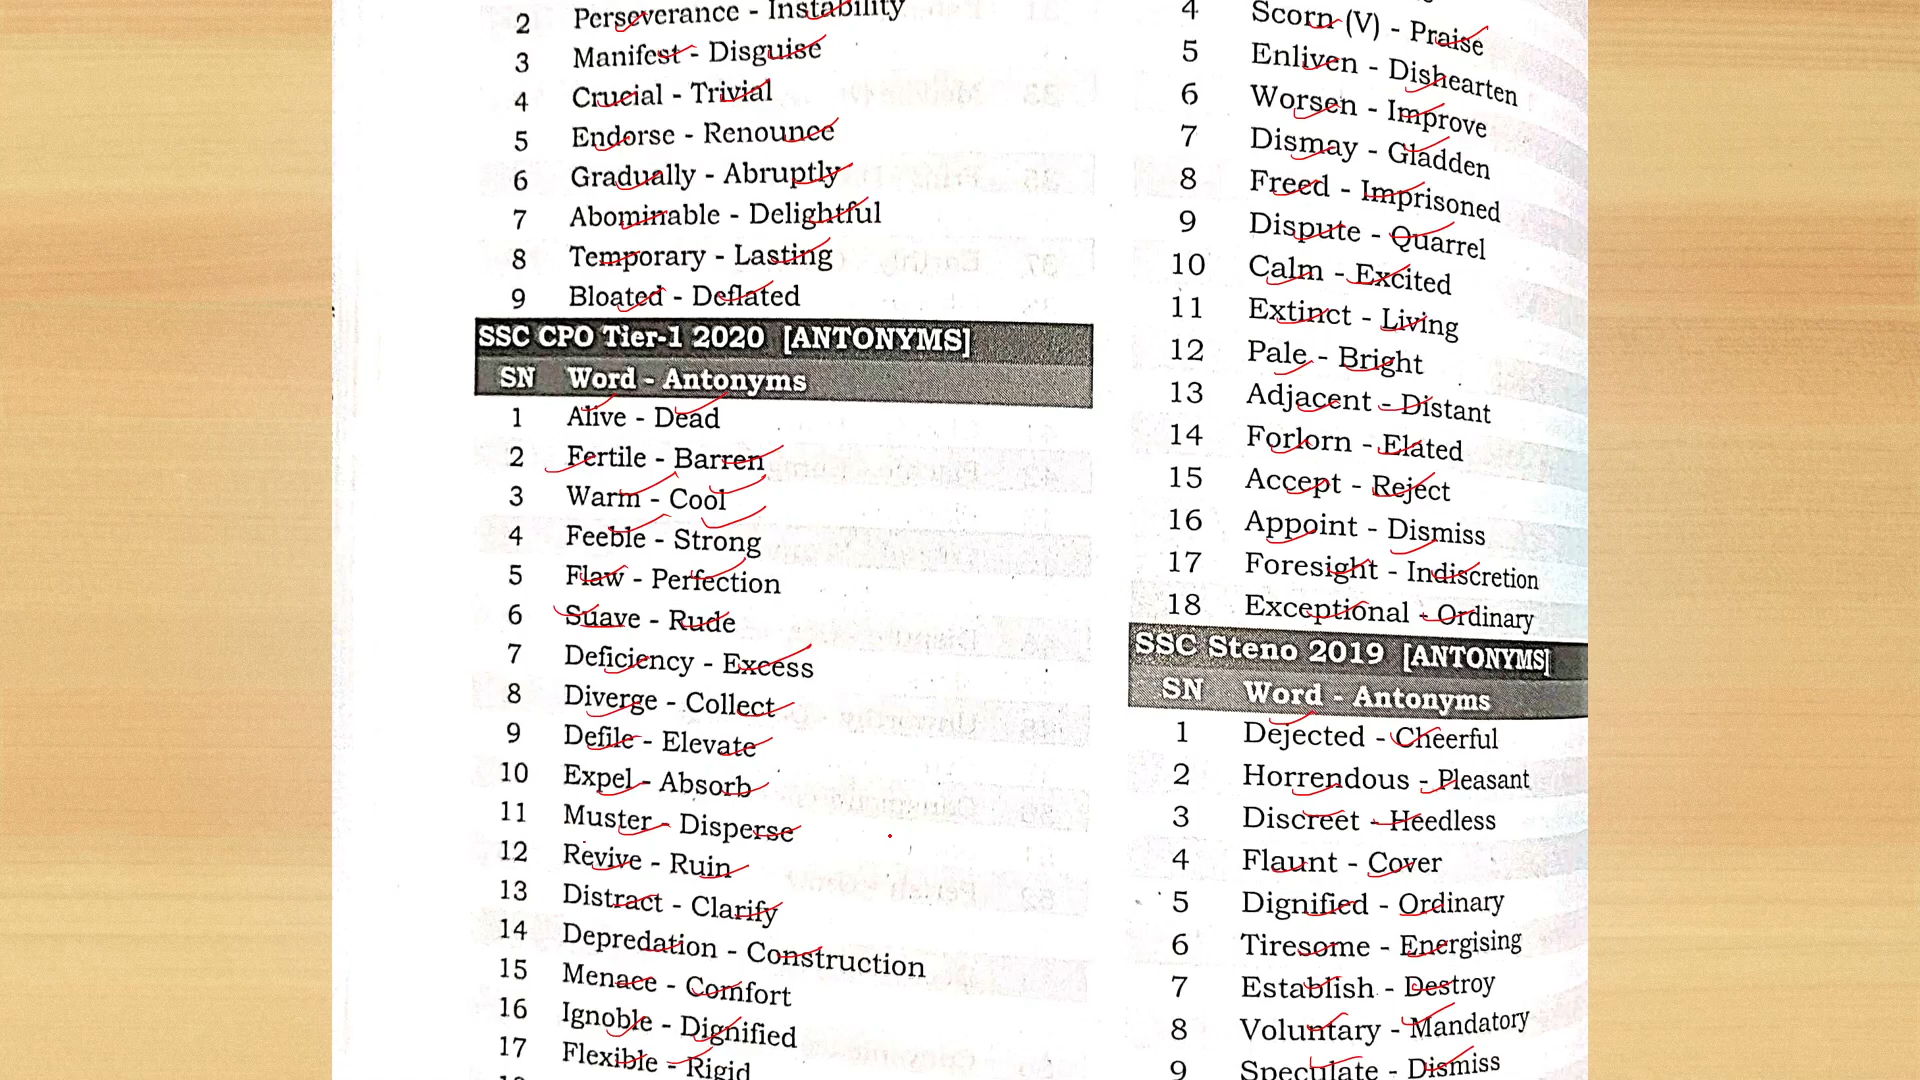 2 Perseverance - Instability
3 Manifest - Disguise
4 Crucial - Trivial
5 Endorse - Renounce
6 Gradually - Abruptly
7 Abominable - Delightful
8 Temporary - Lasting
9 Bloated - Deflated
SSC CPO Tier-1 2020 [ANTONYMS]
SN Word - Antonyms
1 Alive - Dead
2 Fertile - Barren
3 Warm - Cool
4 Feeble - Strong
5 Flaw - Perfection
6 Suave - Rude
7 Deficiency - Excess
8 Diverge - Collect
9 Defile - Elevate
10 Expel - Absorb
11 Muster - Disperse
12 Revive - Ruin
13 Distract - Clarify
14 Depredation - Construction
15 Menace - Comfort
16 Ignoble - Dignified
17 Flexible - Rigid
4 Scorn (V) - Praise
5 Enliven - Dishearten
6 Worsen - Improve
7 Dismay - Gladden
8 Freed - Imprisoned
9 Dispute - Quarrel
10 Calm - Excited
11 Extinct - Living
12 Pale - Bright
13 Adjacent - Distant
14 Forlorn - Elated
15 Accept - Reject
16 Appoint - Dismiss
17 Foresight - Indiscretion
18 Exceptional - Ordinary
SSC Steno 2019 [ANTONYMS]
SN Word - Antonyms
1 Dejected - Cheerful
2 Horrendous - Pleasant
3 Discreet - Heedless
4 Flaunt - Cover
5 Dignified - Ordinary
6 Tiresome - Energising
7 Establish - Destroy
8 Voluntary - Mandatory
9 Speculate - Dismiss